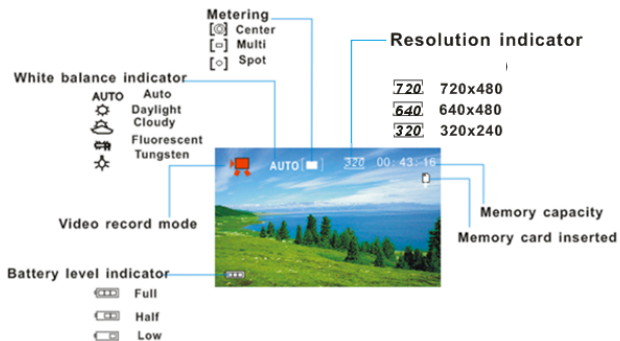 Metering
[◎] Center
[▫] Multi
[◦] Spot
Resolution indicator
720 720x480
640 640x480
320 320x240
White balance indicator
AUTO Auto
Daylight
Cloudy
Fluorescent
Tungsten
AUTO 320 00:43:16
Video record mode
Memory capacity
Memory card inserted
Battery level indicator
Full
Half
Low